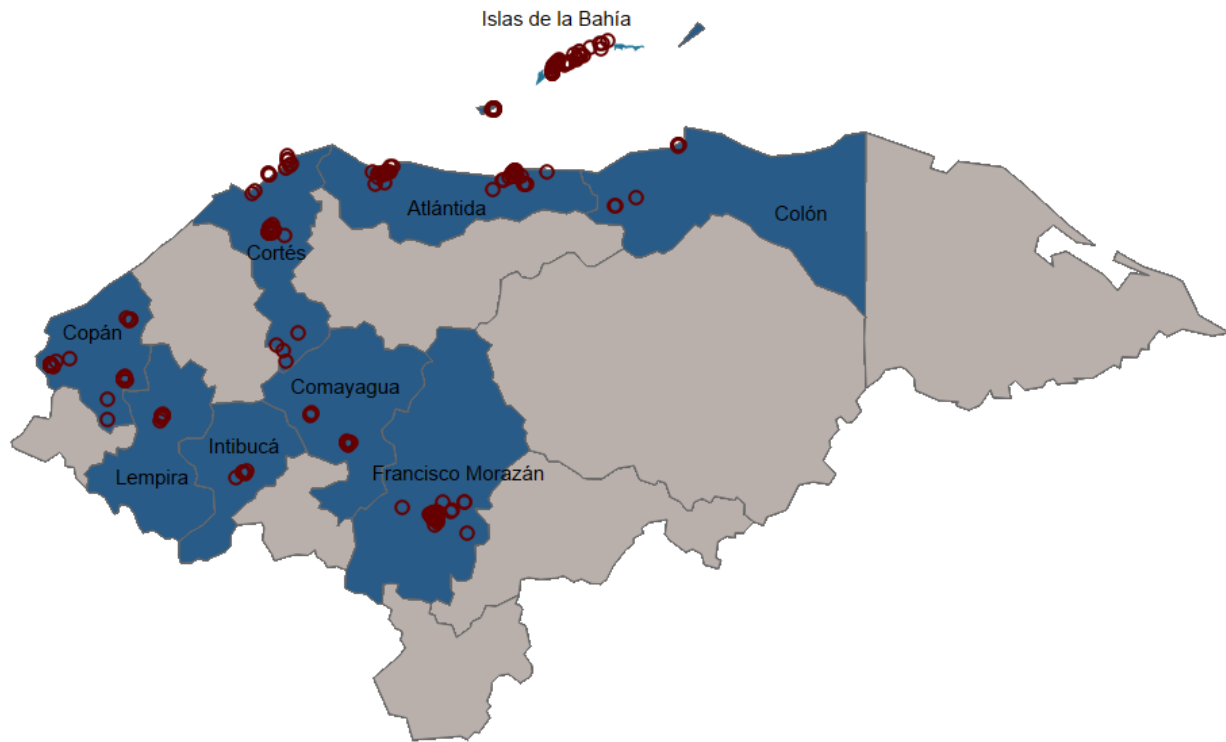 Islas de la Bahía
Atlántida
Colón
Cortés
Copán
Comayagua
Intibucá
Lempira
Francisco Morazán